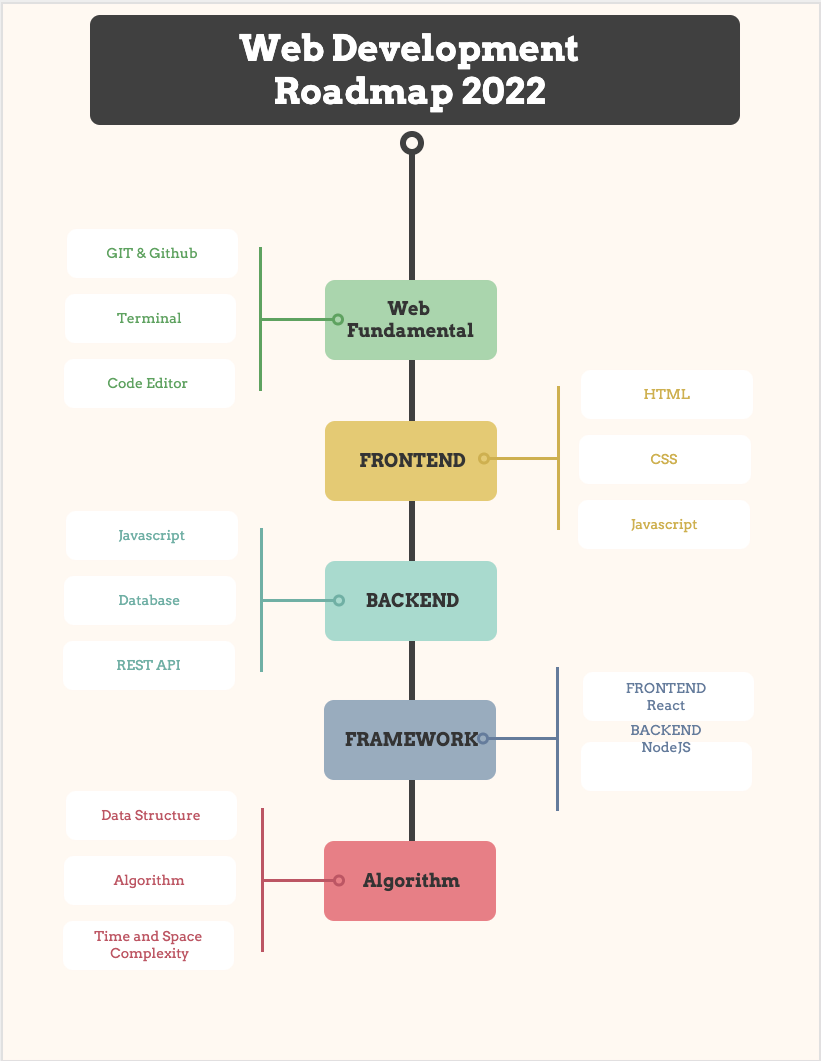 Web Development
Roadmap 2022
GIT & Github
Terminal
Code Editor
Web
Fundamental
HTML
CSS
Javascript
FRONTEND
Javascript
Database
REST API
BACKEND
FRONTEND
React
BACKEND
NodeJS
FRAMEWORK
Data Structure
Algorithm
Time and Space
Complexity
Algorithm